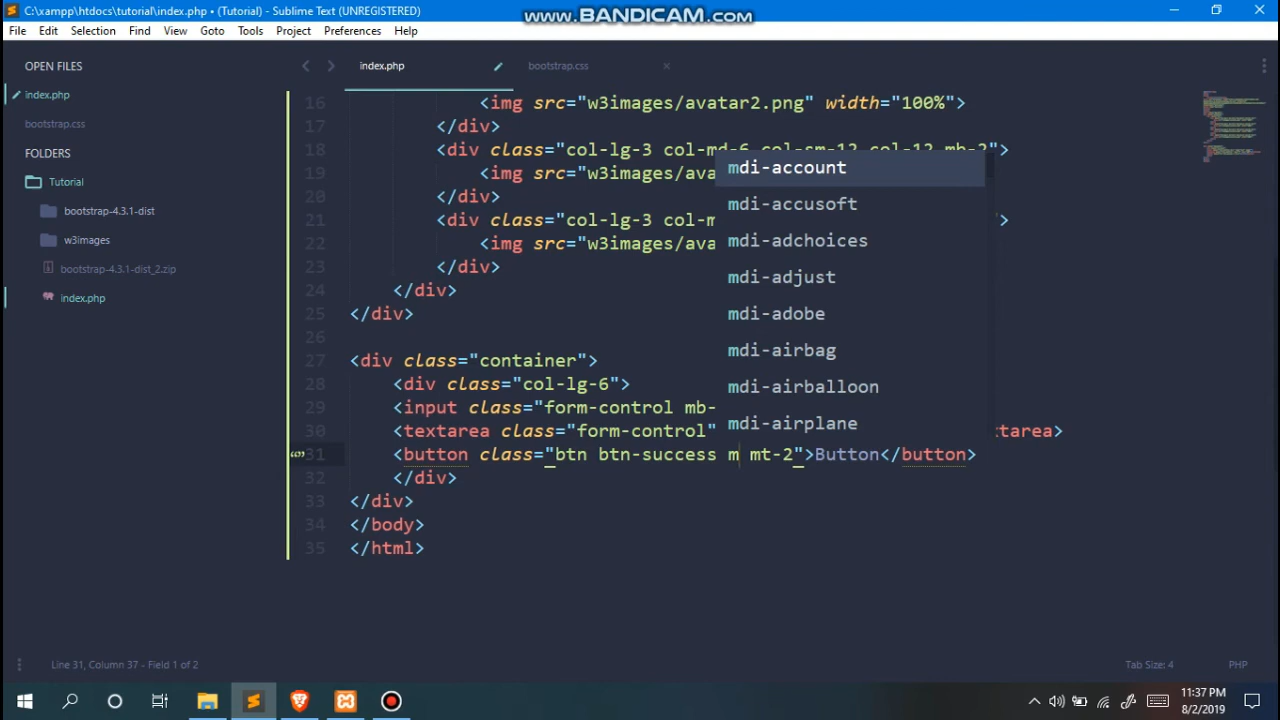 C:\xampp\htdocs\tutorial\index.php • (Tutorial) - Sublime Text (UNREGISTERED)
www.BANDICAM.com
File Edit Selection Find View Goto Tools Project Preferences Help
OPEN FILES
index.php
bootstrap.css
FOLDERS
Tutorial
bootstrap-4.3.1-dist
w3images
bootstrap-4.3.1-dist_2.zip
index.php
index.php bootstrap.css
16 <img src="w3images/avatar2.png" width="100%">
17 </div>
18 <div class="col-lg-3 col-md-6 col-sm-12 col-12 mb-2">
19 <img src="w3images/ava
20 </div>
21 <div class="col-lg-3 col-m ">
22 <img src="w3images/ava
23 </div>
24 </div>
25 </div>
26
27 <div class="container">
28 <div class="col-lg-6">
29 <input class="form-control mb-
30 <textarea class="form-control" tarea>
31 <button class="btn btn-success m mt-2">Button</button>
32 </div>
33 </div>
34 </body>
35 </html>
mdi-account
mdi-accusoft
mdi-adchoices
mdi-adjust
mdi-adobe
mdi-airbag
mdi-airballoon
mdi-airplane
Line 31, Column 37 - Field 1 of 2
Tab Size: 4
PHP
11:37 PM
8/2/2019